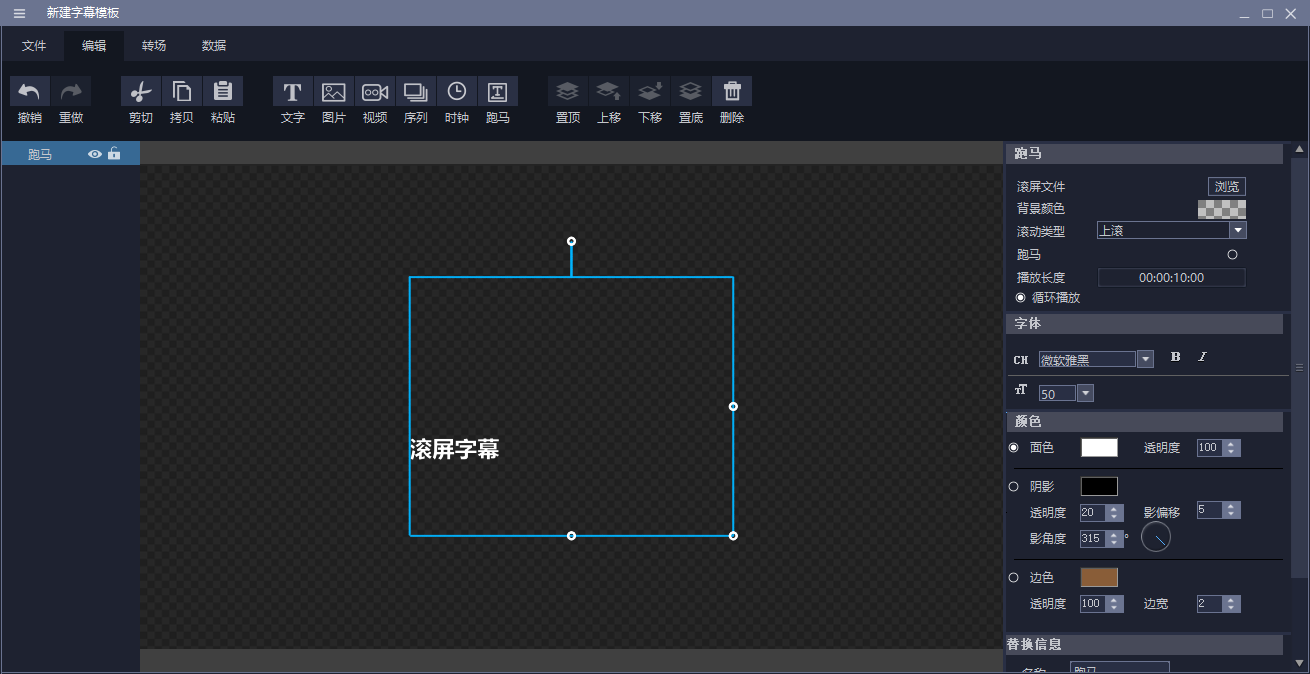 新建字幕模板
文件 编辑 转场 数据
撤销 重做 剪切 拷贝 粘贴 文字 图片 视频 序列 时钟 跑马 置顶 上移 下移 置底 删除
跑马
滚屏字幕
跑马
滚屏文件 浏览
背景颜色
滚动类型 上滚
跑马
播放长度 00:00:10:00
循环播放
字体
CH 微软雅黑 B I
TT 50
颜色
面色 透明度 100
阴影
透明度 20 影偏移 5
影角度 315 °
边色
透明度 100 边宽 2
替换信息
名称 跑马